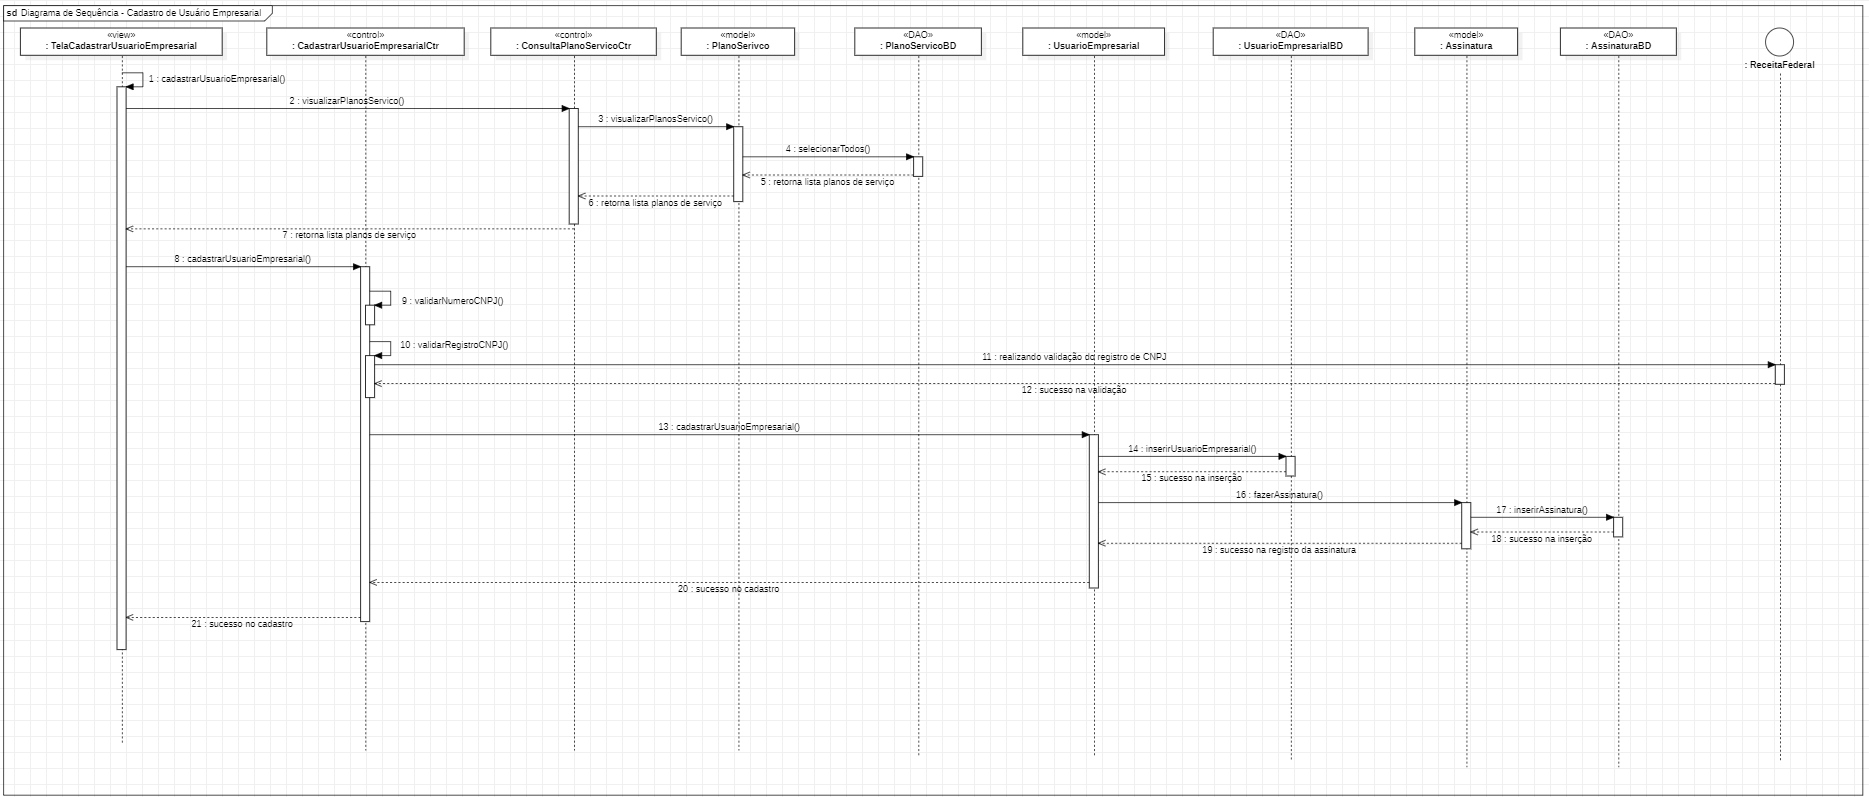 sd Diagrama de Sequência - Cadastro de Usuário Empresarial
«view»
: TelaCadastrarUsuarioEmpresarial
«control»
: CadastrarUsuarioEmpresarialCtr
«control»
: ConsultaPlanoServicoCtr
«model»
: PlanoSerivco
«DAO»
: PlanoServicoBD
«model»
: UsuarioEmpresarial
«DAO»
: UsuarioEmpresarialBD
«model»
: Assinatura
«DAO»
: AssinaturaBD
: ReceitaFederal
1 : cadastrarUsuarioEmpresarial()
2 : visualizarPlanosServico()
3 : visualizarPlanosServico()
4 : selecionarTodos()
5 : retorna lista planos de serviço
6 : retorna lista planos de serviço
7 : retorna lista planos de serviço
8 : cadastrarUsuarioEmpresarial()
9 : validarNumeroCNPJ()
10 : validarRegistroCNPJ()
11 : realizando validação do registro de CNPJ
12 : sucesso na validação
13 : cadastrarUsuarioEmpresarial()
14 : inserirUsuarioEmpresarial()
15 : sucesso na inserção
16 : fazerAssinatura()
17 : inserirAssinatura()
18 : sucesso na inserção
19 : sucesso na registro da assinatura
20 : sucesso no cadastro
21 : sucesso no cadastro